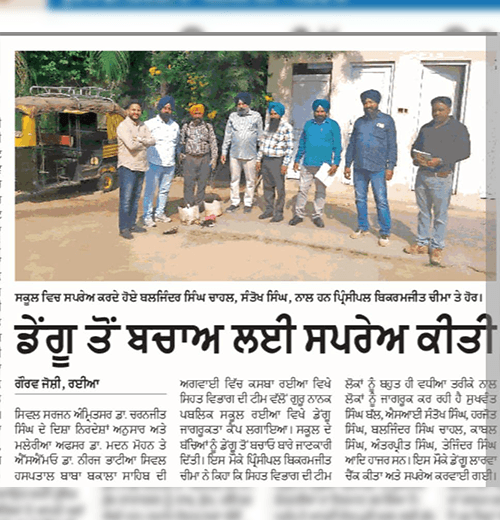 ਸਕੂਲ ਵਿਚ ਸਪਰੇਅ ਕਰਦੇ ਹੋਏ ਬਲਜਿੰਦਰ ਸਿੰਘ ਚਾਹਲ, ਸੰਤੋਖ ਸਿੰਘ, ਨਾਲ ਹਨ ਪ੍ਰਿੰਸੀਪਲ ਬਿਕਰਮਜੀਤ ਚੀਮਾ ਤੇ ਹੋਰ।
ਡੇਂਗੂ ਤੋਂ ਬਚਾਅ ਲਈ ਸਪਰੇਅ ਕੀਤੀ
ਗੌਰਵ ਜੋਸ਼ੀ, ਰਈਆ
ਸਿਵਲ ਸਰਜਨ ਅੰਮ੍ਰਿਤਸਰ ਡਾ. ਚਰਨਜੀਤ
ਸਿੰਘ ਦੇ ਦਿਸ਼ਾ ਨਿਰਦੇਸ਼ਾਂ ਅਨੁਸਾਰ ਅਤੇ
ਮਲੇਰੀਆ ਅਫਸਰ ਡਾ. ਮਦਨ ਮੋਹਨ ਤੇ
ਐੱਸਐੱਮਓ ਡਾ. ਨੀਰਜ ਭਾਟੀਆ ਸਿਵਲ
ਹਸਪਤਾਲ ਬਾਬਾ ਬਕਾਲਾ ਸਾਹਿਬ ਦੀ
ਅਗਵਾਈ ਵਿੱਚ ਕਸਬਾ ਰਈਆ ਵਿਖੇ
ਸਿਹਤ ਵਿਭਾਗ ਦੀ ਟੀਮ ਵੱਲੋਂ ਗੁਰੂ ਨਾਨਕ
ਪਬਲਿਕ ਸਕੂਲ ਰਈਆ ਵਿਖੇ ਡੇਂਗੂ
ਜਾਗਰੂਕਤਾ ਕੈਂਪ ਲਗਾਇਆ। ਸਕੂਲ ਦੇ
ਬੱਚਿਆਂ ਨੂੰ ਡੇਂਗੂ ਤੋਂ ਬਚਾਓ ਬਾਰੇ ਜਾਣਕਾਰੀ
ਦਿੱਤੀ। ਇਸ ਮੌਕੇ ਪ੍ਰਿੰਸੀਪਲ ਬਿਕਰਮਜੀਤ
ਚੀਮਾ ਨੇ ਕਿਹਾ ਕਿ ਸਿਹਤ ਵਿਭਾਗ ਦੀ ਟੀਮ
ਲੋਕਾਂ ਨੂੰ ਬਹੁਤ ਹੀ ਵਧੀਆ ਤਰੀਕੇ ਨਾਲ
ਲੋਕਾਂ ਨੂੰ ਜਾਗਰੂਕ ਕਰ ਰਹੀ ਹੈ ਸੁਖਵੰਤ
ਸਿੰਘ ਬੱਲ, ਐਸਆਈ ਸੰਤੋਖ ਸਿੰਘ, ਹਰਜੋਤ
ਸਿੰਘ, ਬਲਜਿੰਦਰ ਸਿੰਘ ਚਾਹਲ, ਕਾਬਲ
ਸਿੰਘ, ਅੰਤਰਪ੍ਰੀਤ ਸਿੰਘ, ਤੇਜਿੰਦਰ ਸਿੰਘ
ਆਦਿ ਹਾਜ਼ਰ ਸਨ। ਇਸ ਮੌਕੇ ਡੇਂਗੂ ਲਾਰਵਾ
ਚੈੱਕ ਕੀਤਾ ਅਤੇ ਸਪਰੇਅ ਕਰਵਾਈ ਗਈ।